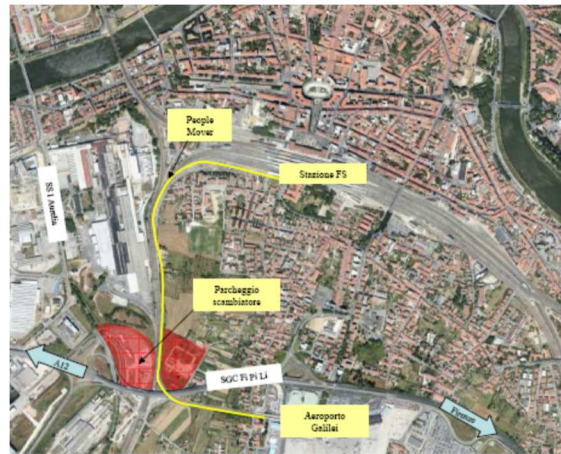 People
Mover
Stazione FS
SS 1 Aurelia
Parcheggio
scambiatore
A12
SGC Fi Pi Li
Firenze
Aeroporto
Galilei